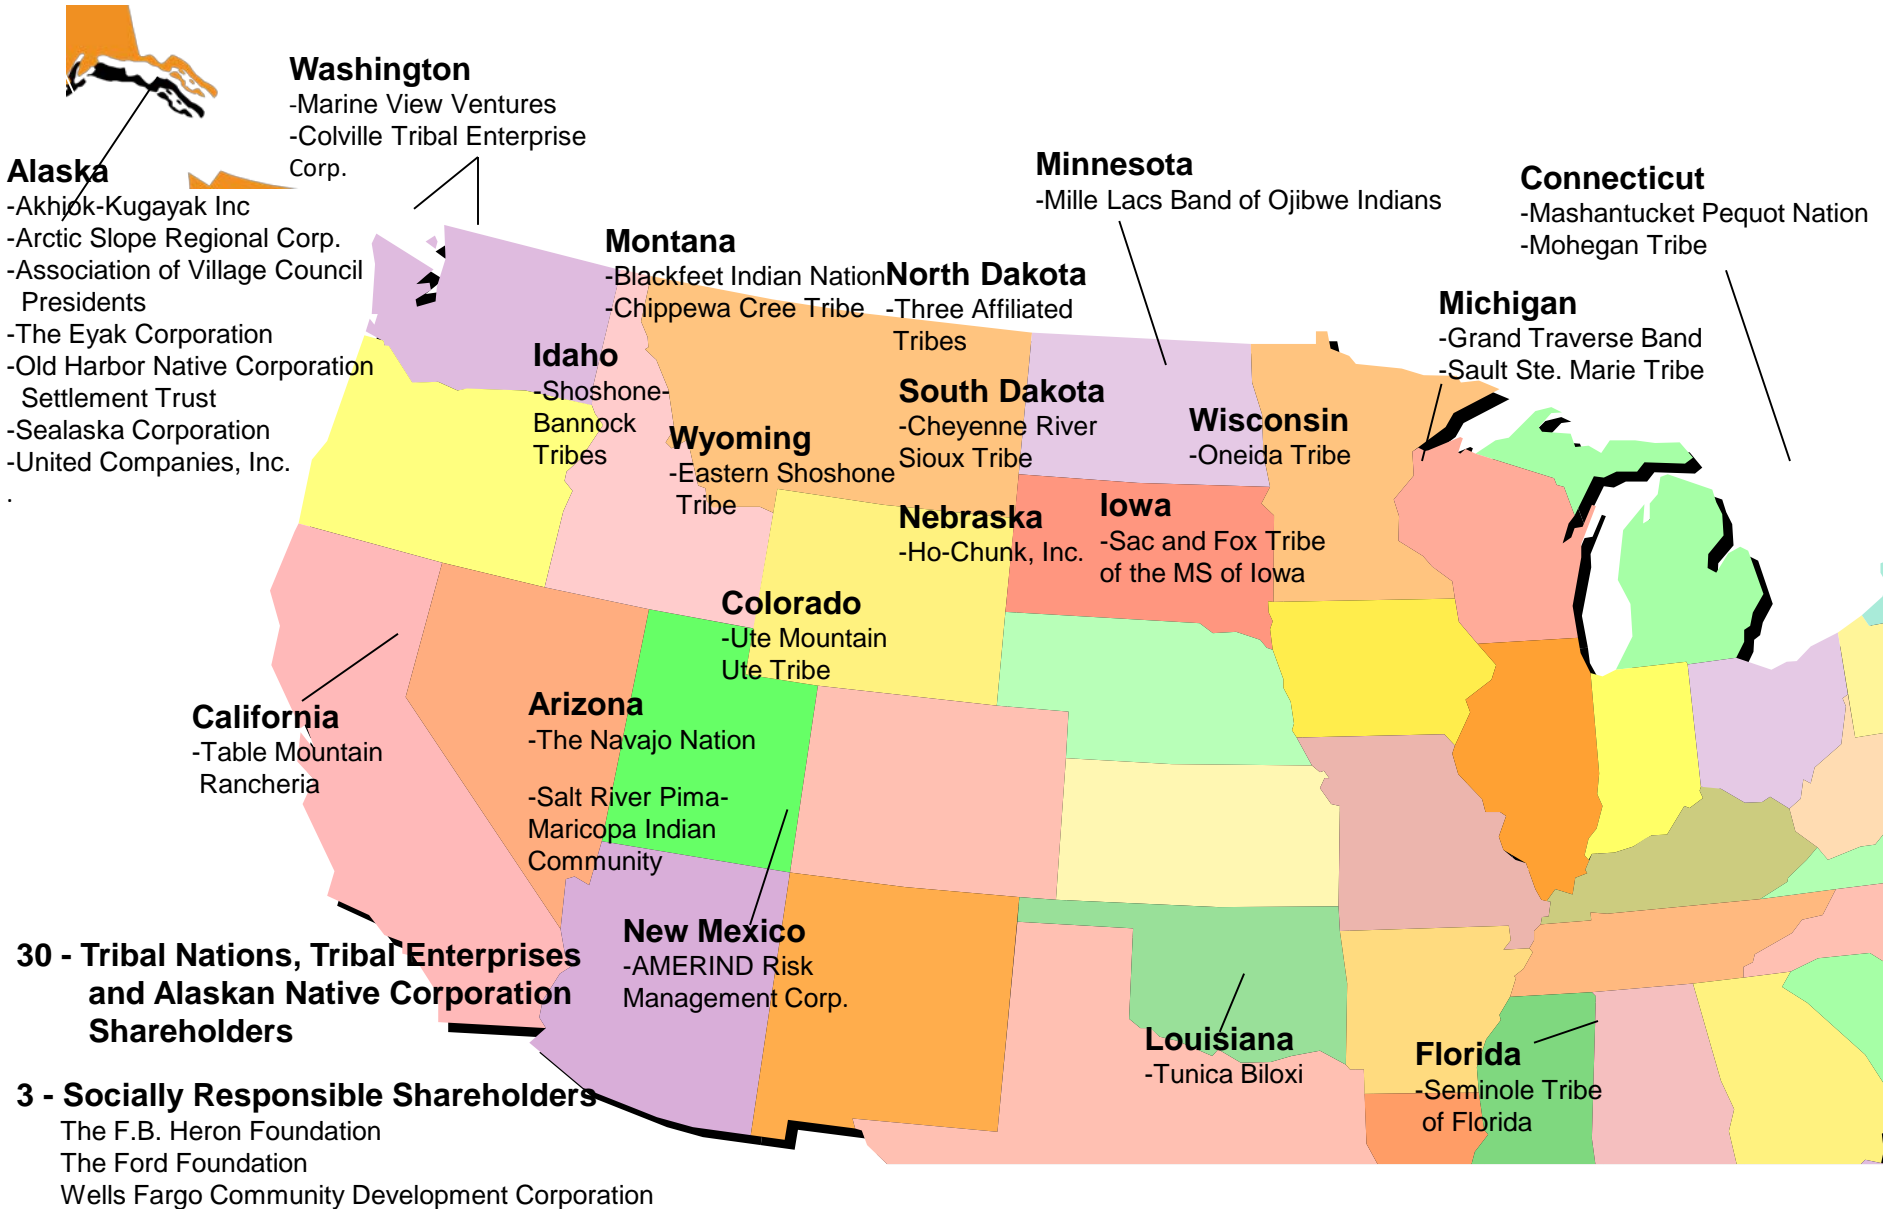 Washington
-Marine View Ventures
-Colville Tribal Enterprise
Corp.
Alaska
-Akhiok-Kugayak Inc
-Arctic Slope Regional Corp.
-Association of Village Council
Presidents
-The Eyak Corporation
-Old Harbor Native Corporation
Settlement Trust
-Sealaska Corporation
-United Companies, Inc.
.
Montana
-Blackfeet Indian Nation
-Chippewa Cree Tribe
North Dakota
-Three Affiliated
Tribes
Minnesota
-Mille Lacs Band of Ojibwe Indians
Connecticut
-Mashantucket Pequot Nation
-Mohegan Tribe
Michigan
-Grand Traverse Band
-Sault Ste. Marie Tribe
Idaho
-Shoshone-
Bannock
Tribes
Wyoming
-Eastern Shoshone
Tribe
South Dakota
-Cheyenne River
Sioux Tribe
Wisconsin
-Oneida Tribe
Nebraska
-Ho-Chunk, Inc.
Iowa
-Sac and Fox Tribe
of the MS of Iowa
Colorado
-Ute Mountain
Ute Tribe
California
-Table Mountain
Rancheria
Arizona
-The Navajo Nation
-Salt River Pima-
Maricopa Indian
Community
New Mexico
-AMERIND Risk
Management Corp.
Louisiana
-Tunica Biloxi
Florida
-Seminole Tribe
of Florida
30 - Tribal Nations, Tribal Enterprises
and Alaskan Native Corporation
Shareholders
3 - Socially Responsible Shareholders
The F.B. Heron Foundation
The Ford Foundation
Wells Fargo Community Development Corporation